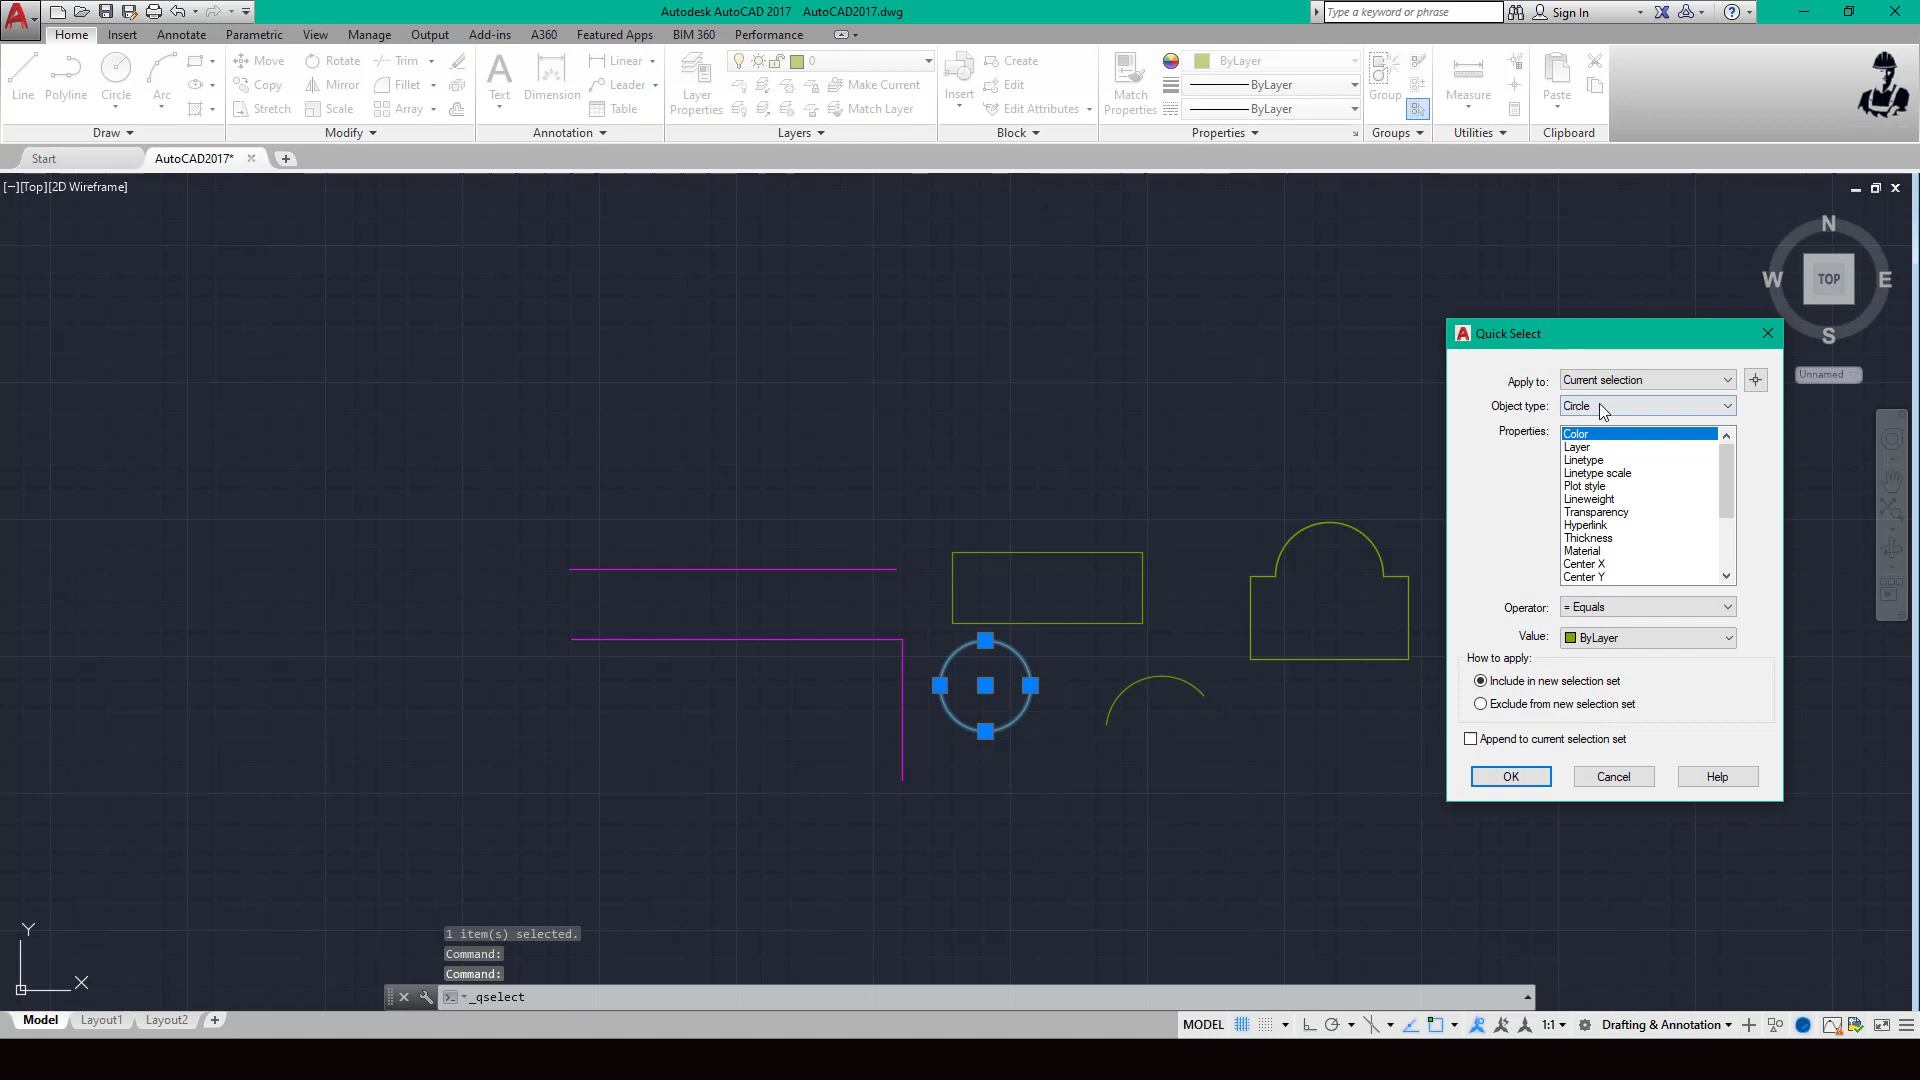 Autodesk AutoCAD 2017 AutoCAD2017.dwg
Type a keyword or phrase
Sign In
Home Insert Annotate Parametric View Manage Output Add-ins A360 Featured Apps BIM 360 Performance
Line Polyline Circle Arc
Move Rotate Trim
Copy Mirror Fillet
Stretch Scale Array
Text Dimension
Linear
Leader
Table
Layer Properties
0
Make Current
Match Layer
Insert
Create
Edit
Edit Attributes
Match Properties
ByLayer
ByLayer
ByLayer
Group
Measure
Paste
Draw Modify Annotation Layers Block Properties Groups Utilities Clipboard
Start AutoCAD2017*
[−][Top][2D Wireframe]
N
W TOP E
S
Unnamed
Quick Select
Apply to: Current selection
Object type: Circle
Properties: Color
Layer
Linetype
Linetype scale
Plot style
Lineweight
Transparency
Hyperlink
Thickness
Material
Center X
Center Y
Operator: = Equals
Value: ByLayer
How to apply:
Include in new selection set
Exclude from new selection set
Append to current selection set
OK Cancel Help
Y
X
1 item(s) selected.
Command:
Command:
_qselect
Model Layout1 Layout2
MODEL 1:1 Drafting & Annotation